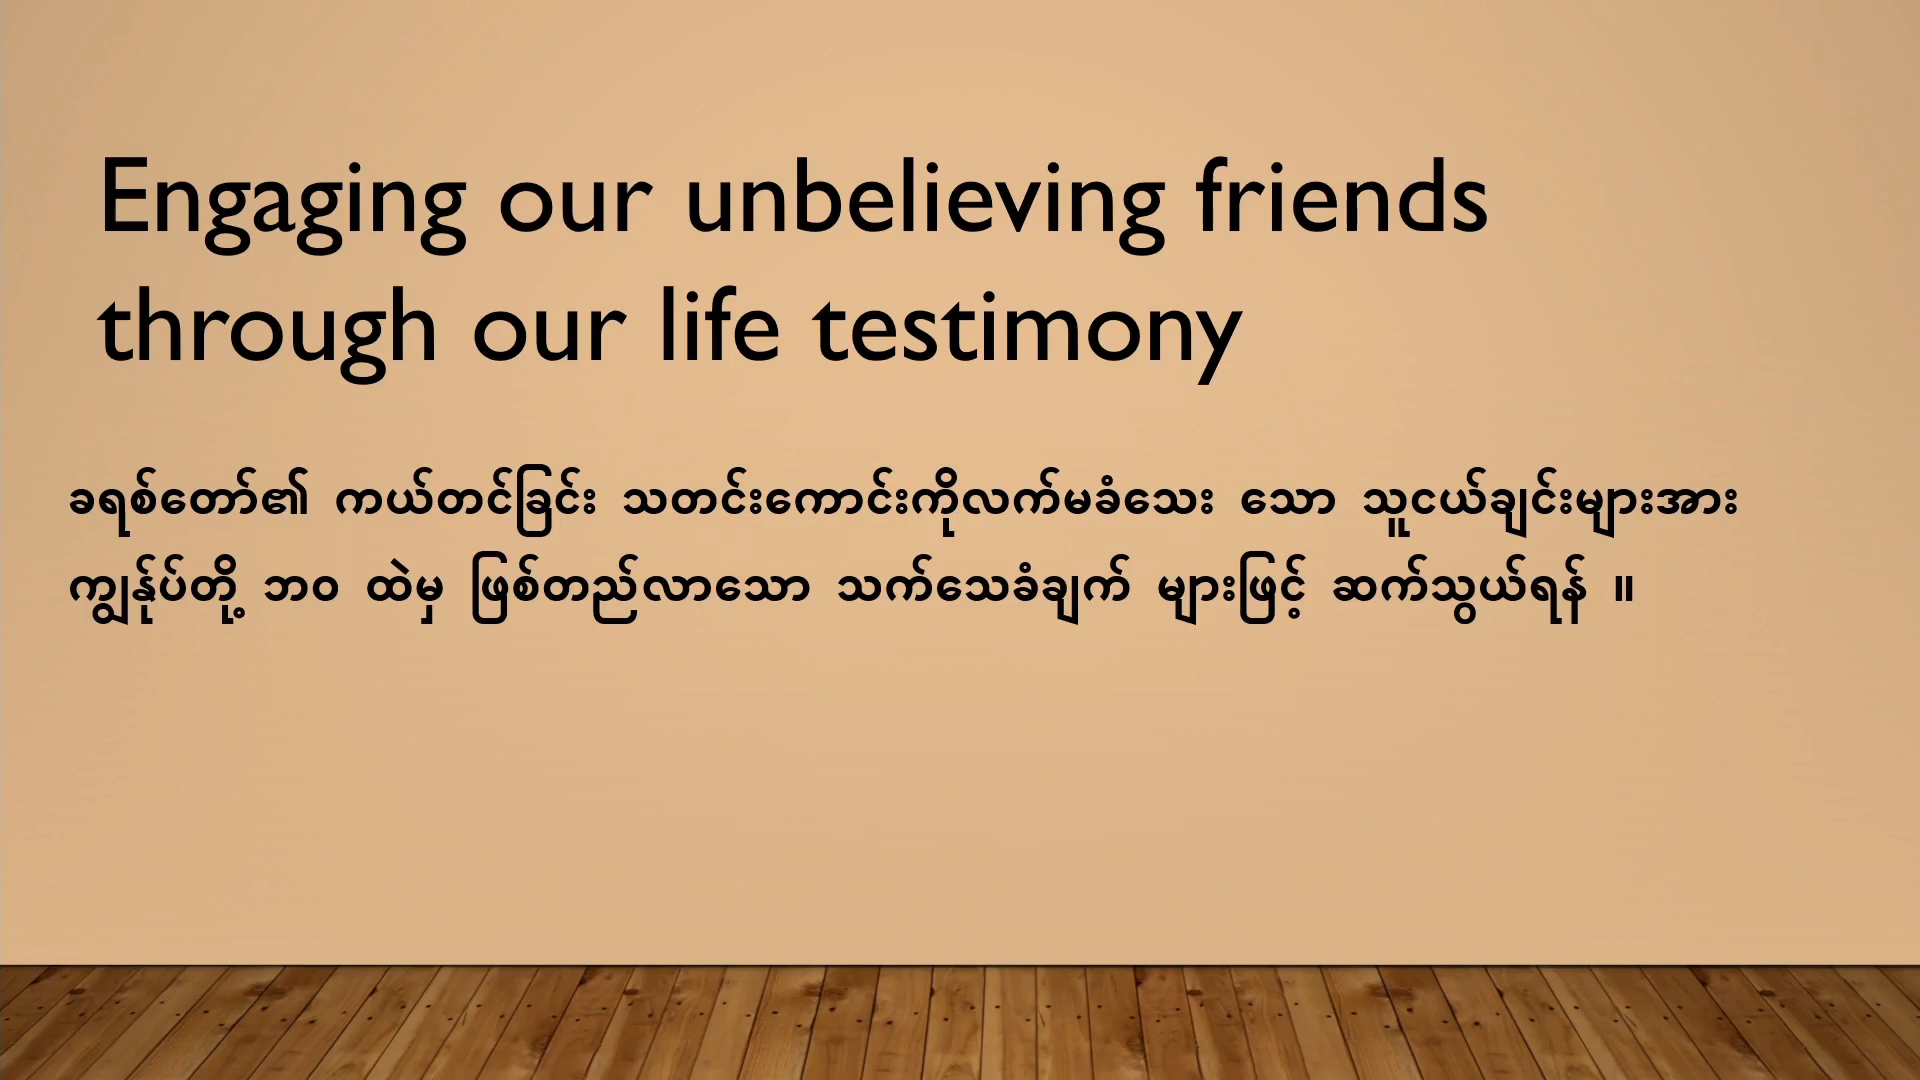 Engaging our unbelieving friends
through our life testimony
ခရစ်တော်၏ ကယ်တင်ခြင်း သတင်းကောင်းကိုလက်မခံသေး သော သူငယ်ချင်းများအား
ကျွန်ုပ်တို့ ဘဝ ထဲမှ ဖြစ်တည်လာသော သက်သေခံချက် များဖြင့် ဆက်သွယ်ရန် ။